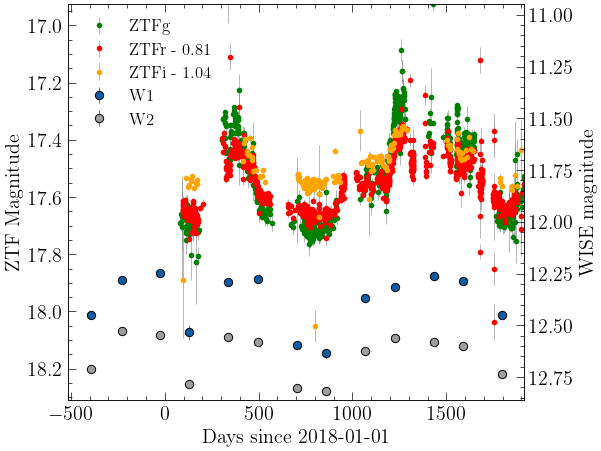 ZTFg
ZTFr - 0.81
ZTFi - 1.04
W1
W2
17.0
17.2
17.4
17.6
17.8
18.0
18.2
ZTF Magnitude
11.00
11.25
11.50
11.75
12.00
12.25
12.50
12.75
WISE magnitude
−500 0 500 1000 1500
Days since 2018-01-01